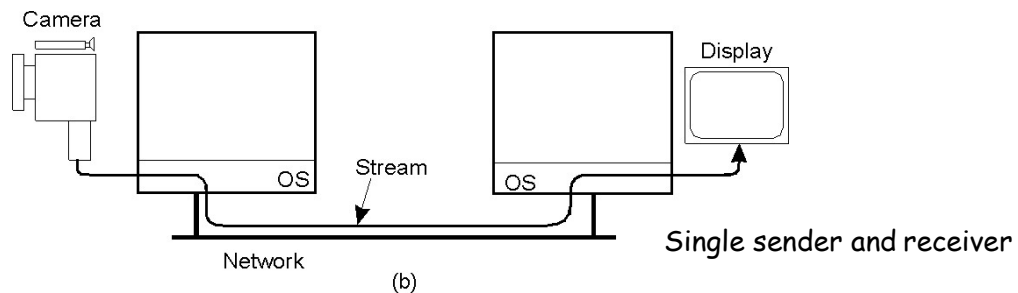 Camera
Display
Stream
OS
OS
Single sender and receiver
Network
(b)